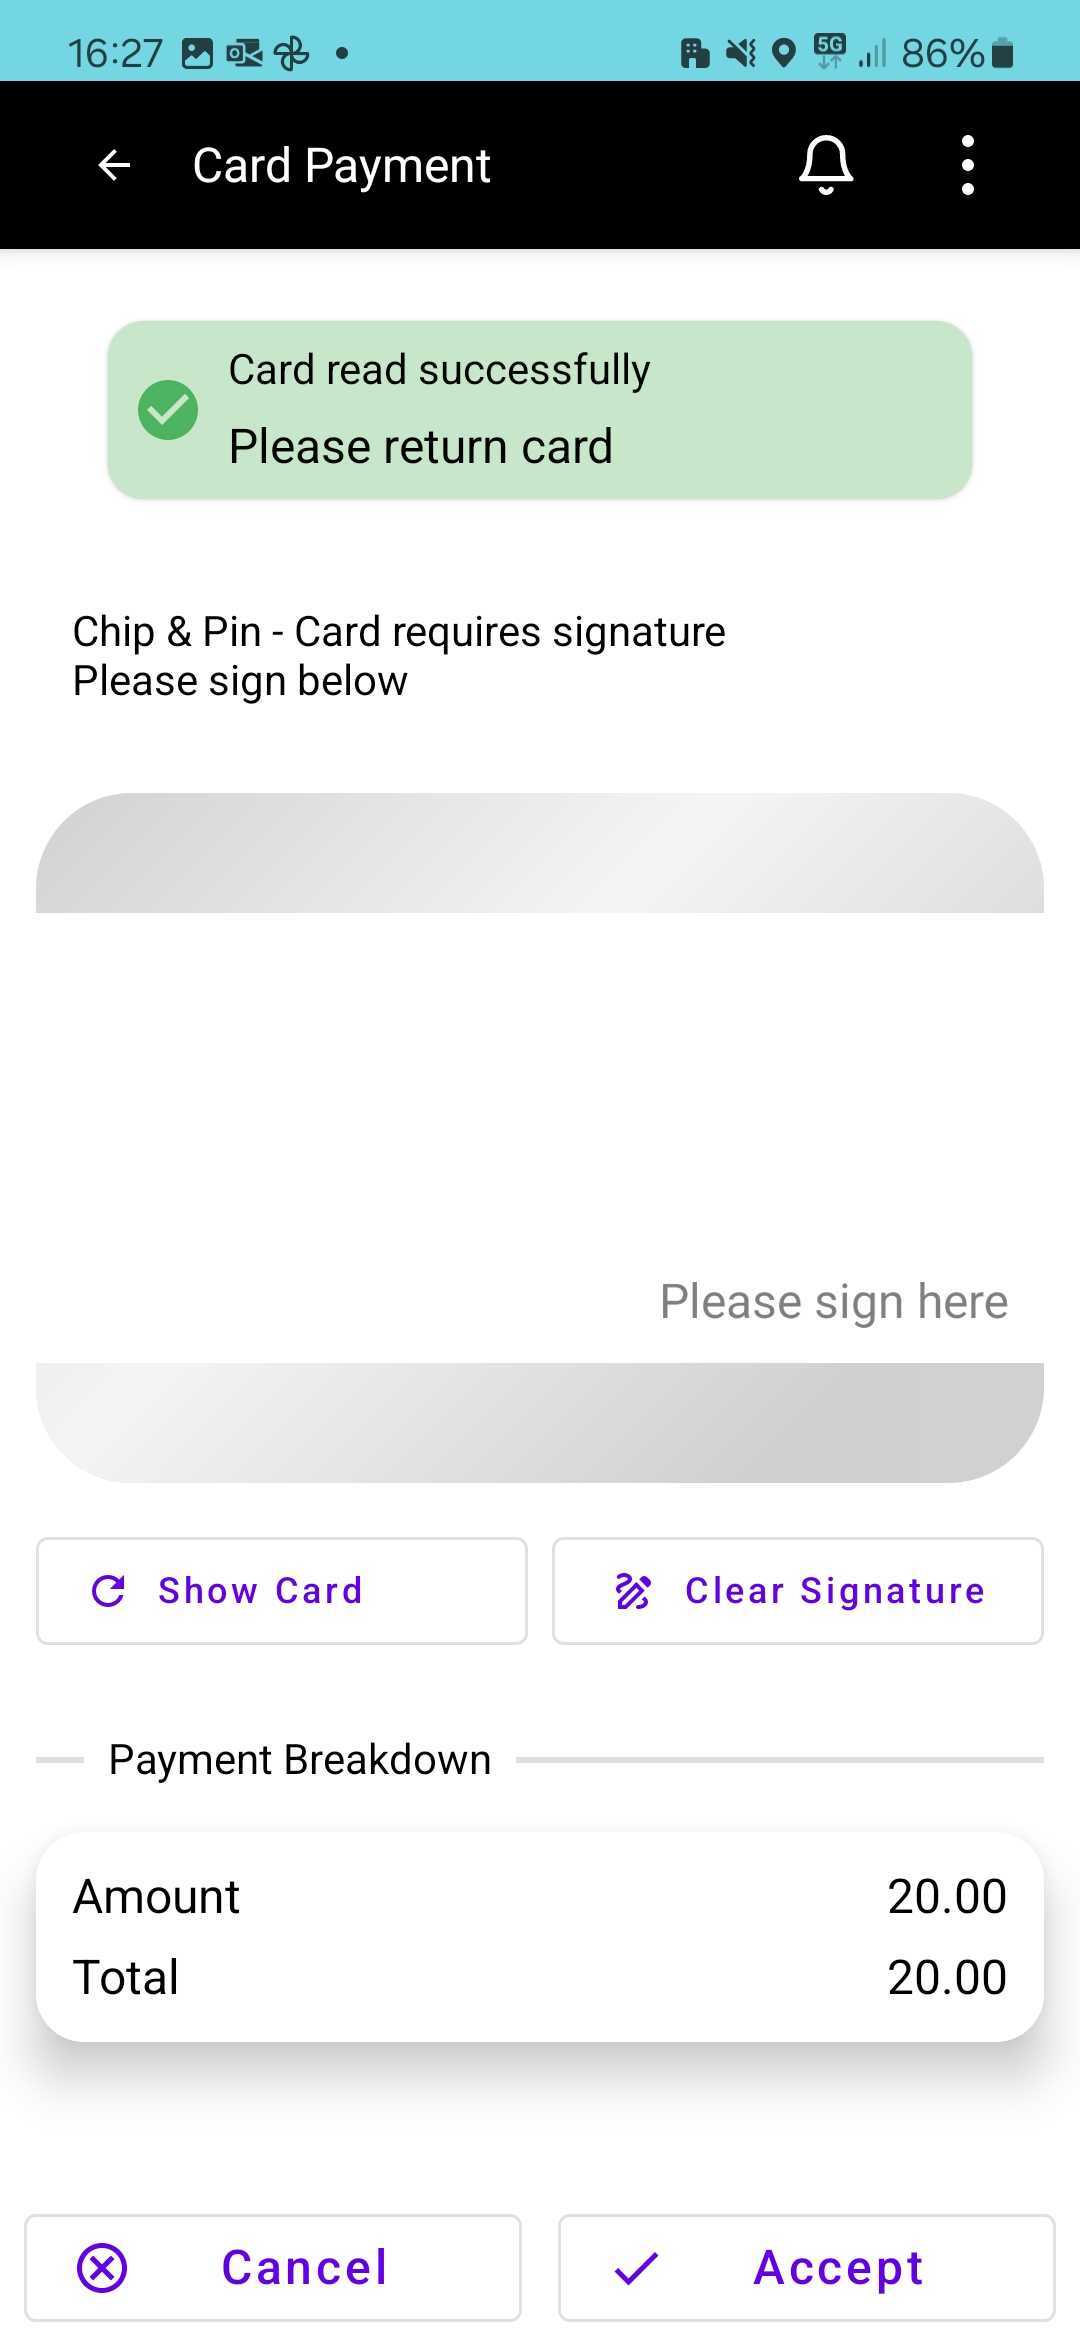 16:27
5G
86%
Card Payment
Card read successfully
Please return card
Chip & Pin - Card requires signature
Please sign below
Please sign here
Show Card
Clear Signature
Payment Breakdown
Amount 20.00
Total 20.00
Cancel
Accept